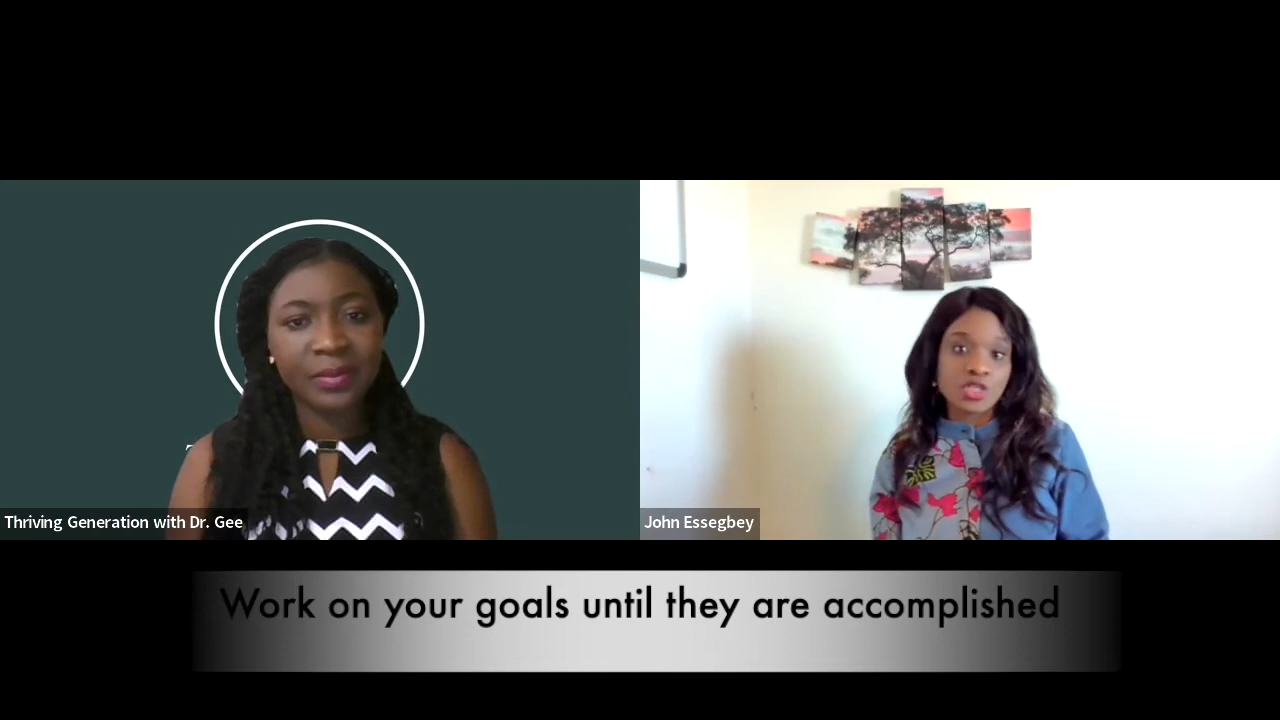 Thriving Generation with Dr. Gee
John Essegbey
Work on your goals until they are accomplished